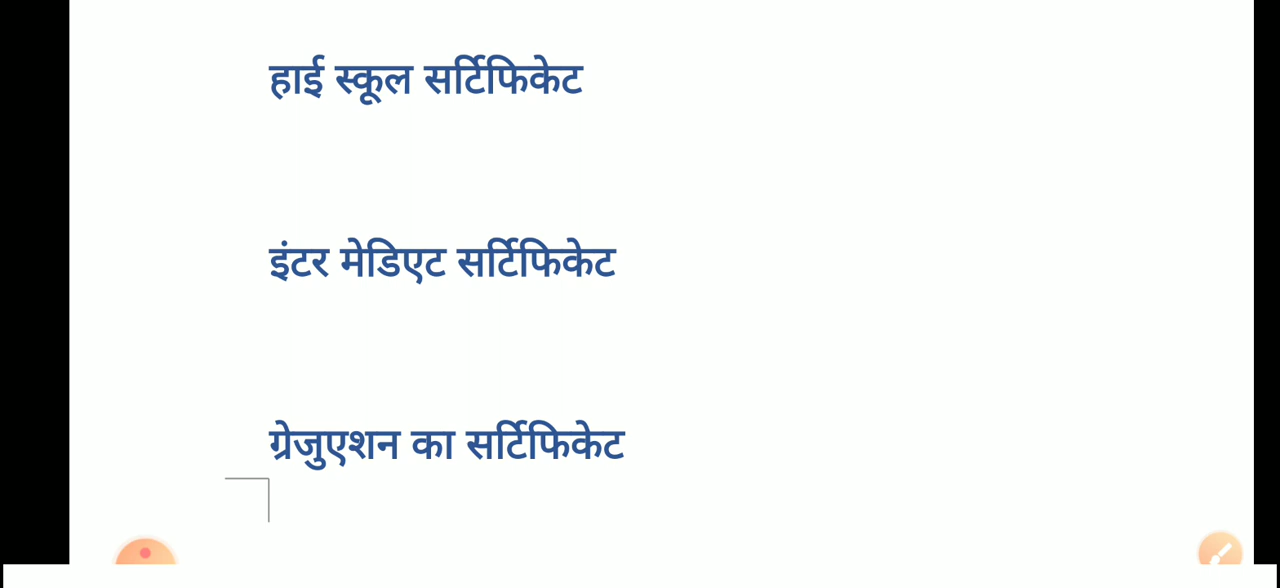 हाई स्कूल सर्टिफिकेट
इंटर मेडिएट सर्टिफिकेट
ग्रेजुएशन का सर्टिफिकेट